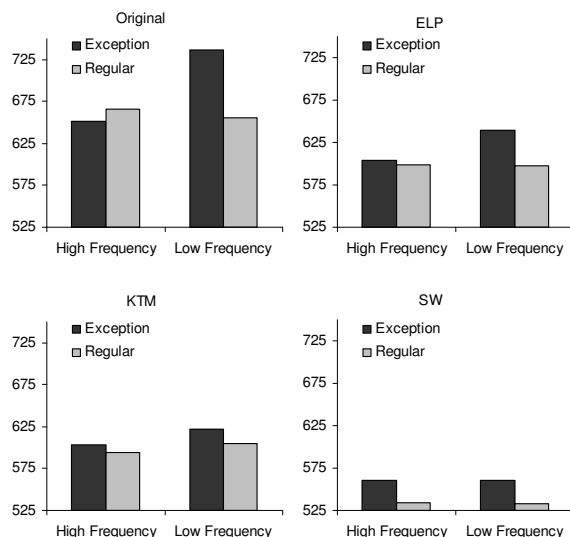 Original
Exception
Regular
725
675
625
575
525
High Frequency Low Frequency
ELP
Exception
Regular
725
675
625
575
525
High Frequency Low Frequency
KTM
Exception
Regular
725
675
625
575
525
High Frequency Low Frequency
SW
Exception
Regular
725
675
625
575
525
High Frequency Low Frequency